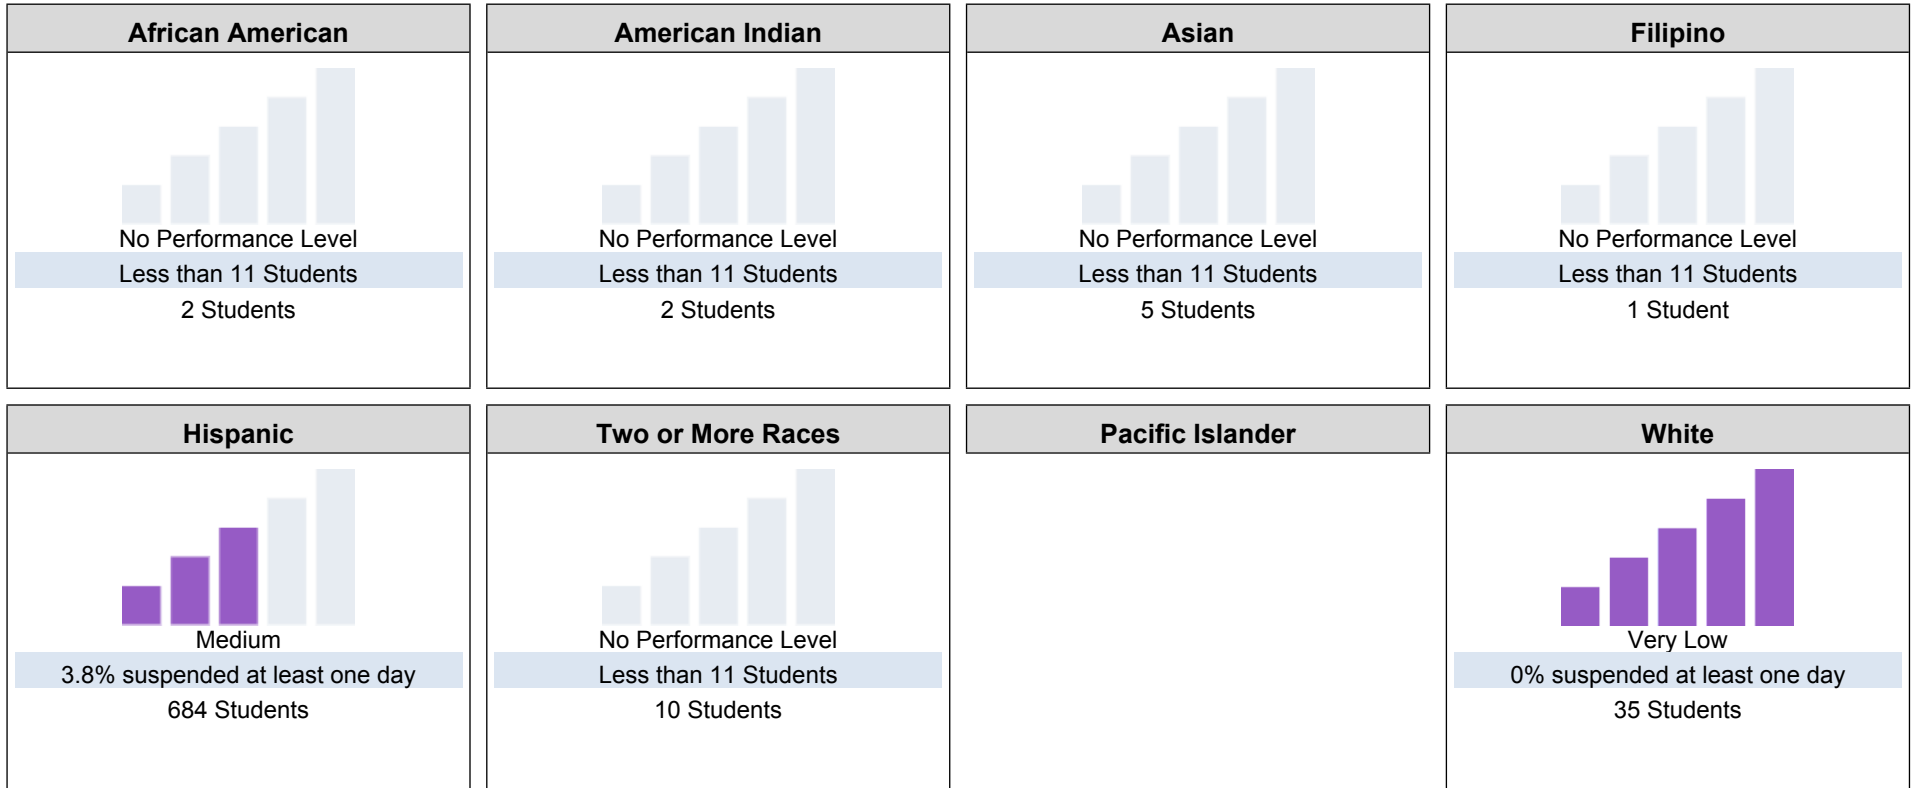 African American
No Performance Level
Less than 11 Students
2 Students
American Indian
No Performance Level
Less than 11 Students
2 Students
Asian
No Performance Level
Less than 11 Students
5 Students
Filipino
No Performance Level
Less than 11 Students
1 Student
Hispanic
Medium
3.8% suspended at least one day
684 Students
Two or More Races
No Performance Level
Less than 11 Students
10 Students
Pacific Islander
White
Very Low
0% suspended at least one day
35 Students